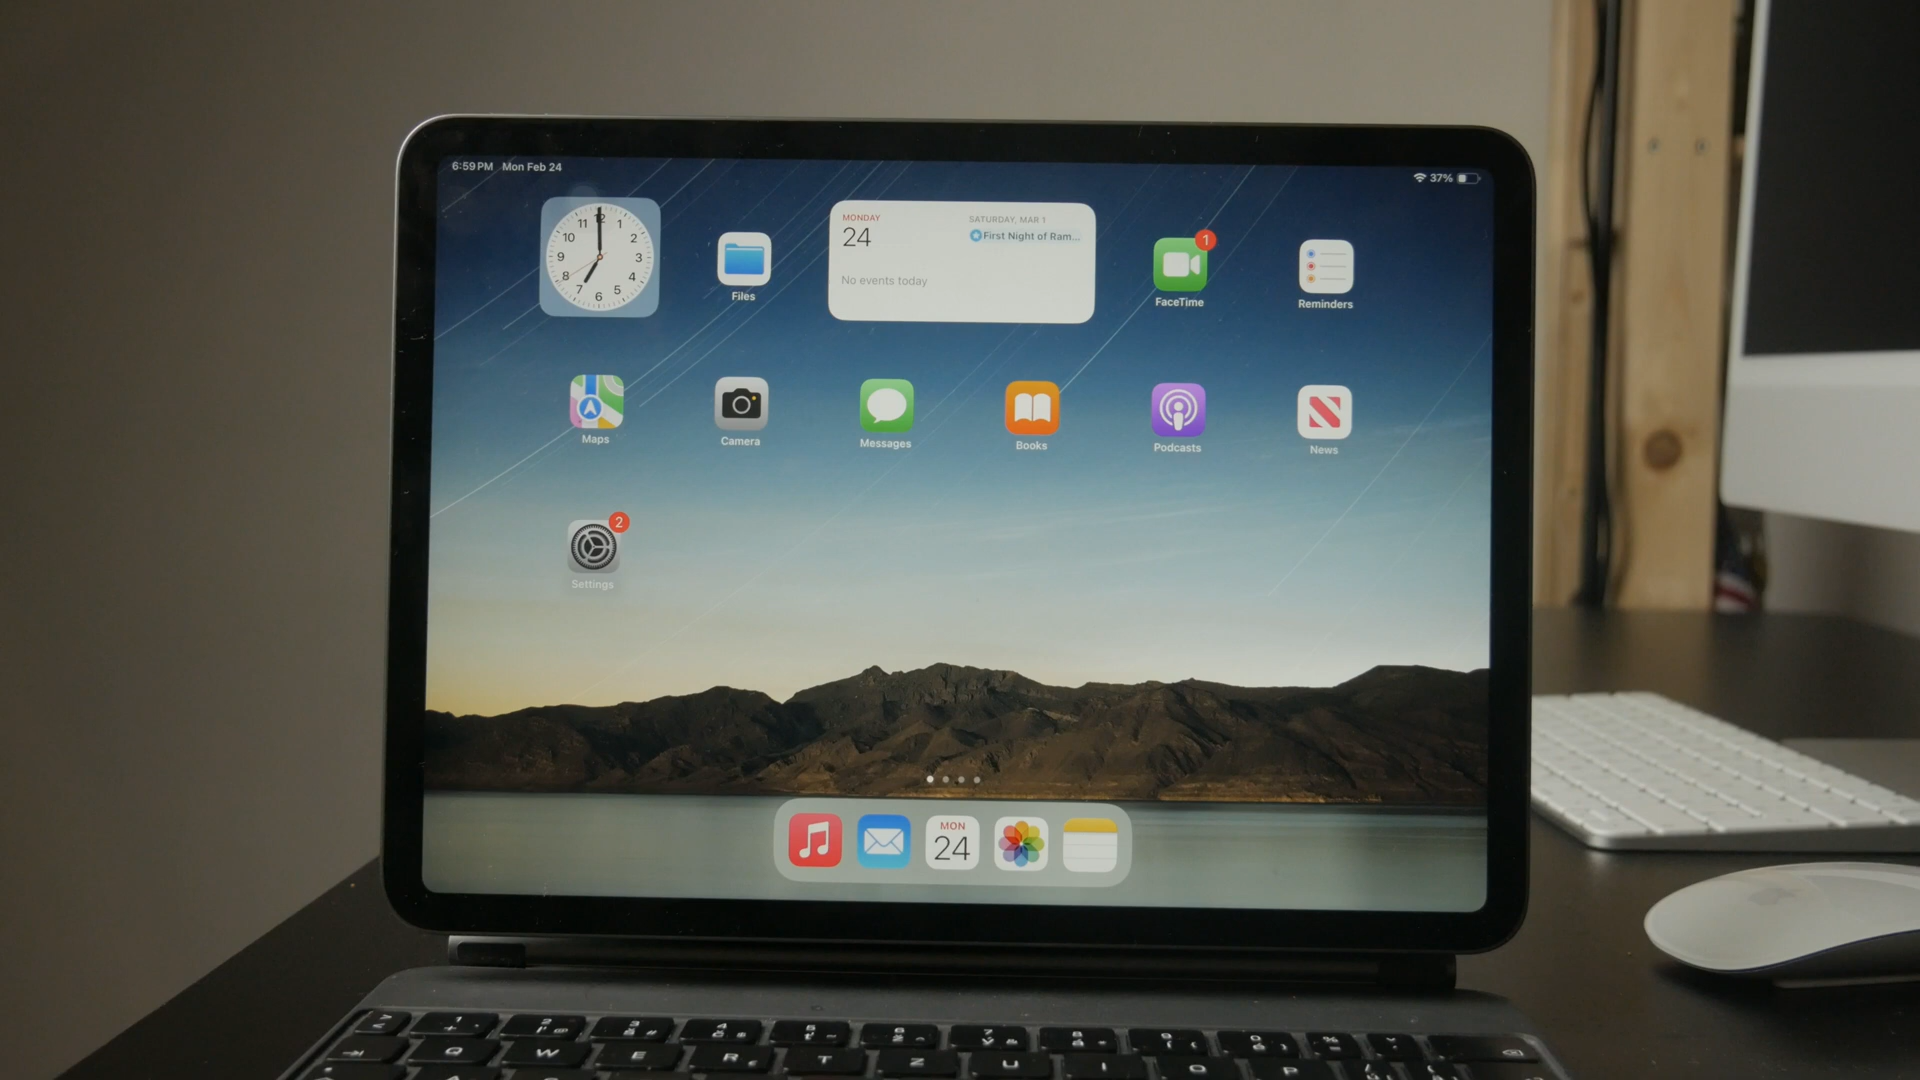 6:59 PM Mon Feb 24
37%
11 12 1
10 2
9 3
8 4
7 6 5
Files
MONDAY
24
No events today
SATURDAY, MAR 1
First Night of Ram...
1
FaceTime
Reminders
Maps
Camera
Messages
Books
Podcasts
News
2
Settings
MON
24
Q W E R T Z U I O P